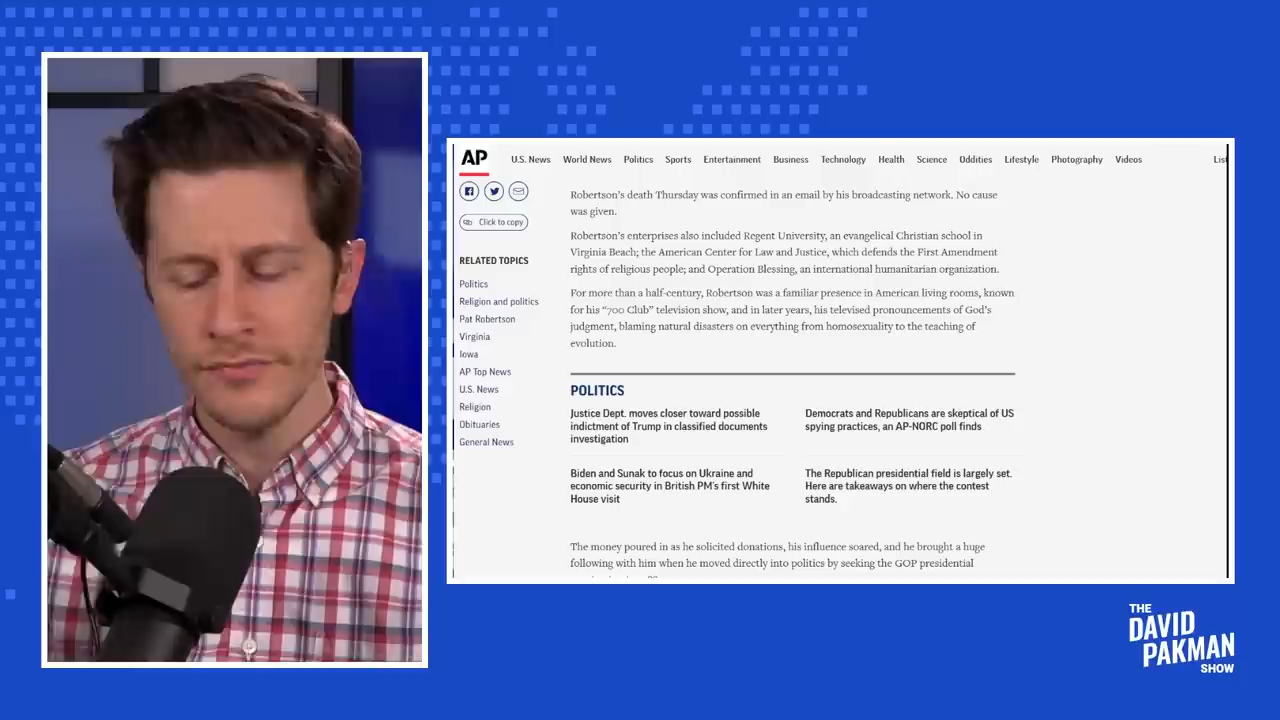 AP
U.S. News World News Politics Sports Entertainment Business Technology Health Science Oddities Lifestyle Photography Videos
Click to copy
RELATED TOPICS
Politics
Religion and politics
Pat Robertson
Virginia
Iowa
AP Top News
U.S. News
Religion
Obituaries
General News
Robertson's death Thursday was confirmed in an email by his broadcasting network. No cause
was given.
Robertson's enterprises also included Regent University, an evangelical Christian school in
Virginia Beach; the American Center for Law and Justice, which defends the First Amendment
rights of religious people; and Operation Blessing, an international humanitarian organization.
For more than a half-century, Robertson was a familiar presence in American living rooms, known
for his “700 Club” television show, and in later years, his televised pronouncements of God's
judgment, blaming natural disasters on everything from homosexuality to the teaching of
evolution.
POLITICS
Justice Dept. moves closer toward possible
indictment of Trump in classified documents
investigation
Democrats and Republicans are skeptical of US
spying practices, an AP-NORC poll finds
Biden and Sunak to focus on Ukraine and
economic security in British PM's first White
House visit
The Republican presidential field is largely set.
Here are takeaways on where the contest
stands.
The money poured in as he solicited donations, his influence soared, and he brought a huge
following with him when he moved directly into politics by seeking the GOP presidential
THE
DAVID
PAKMAN
SHOW